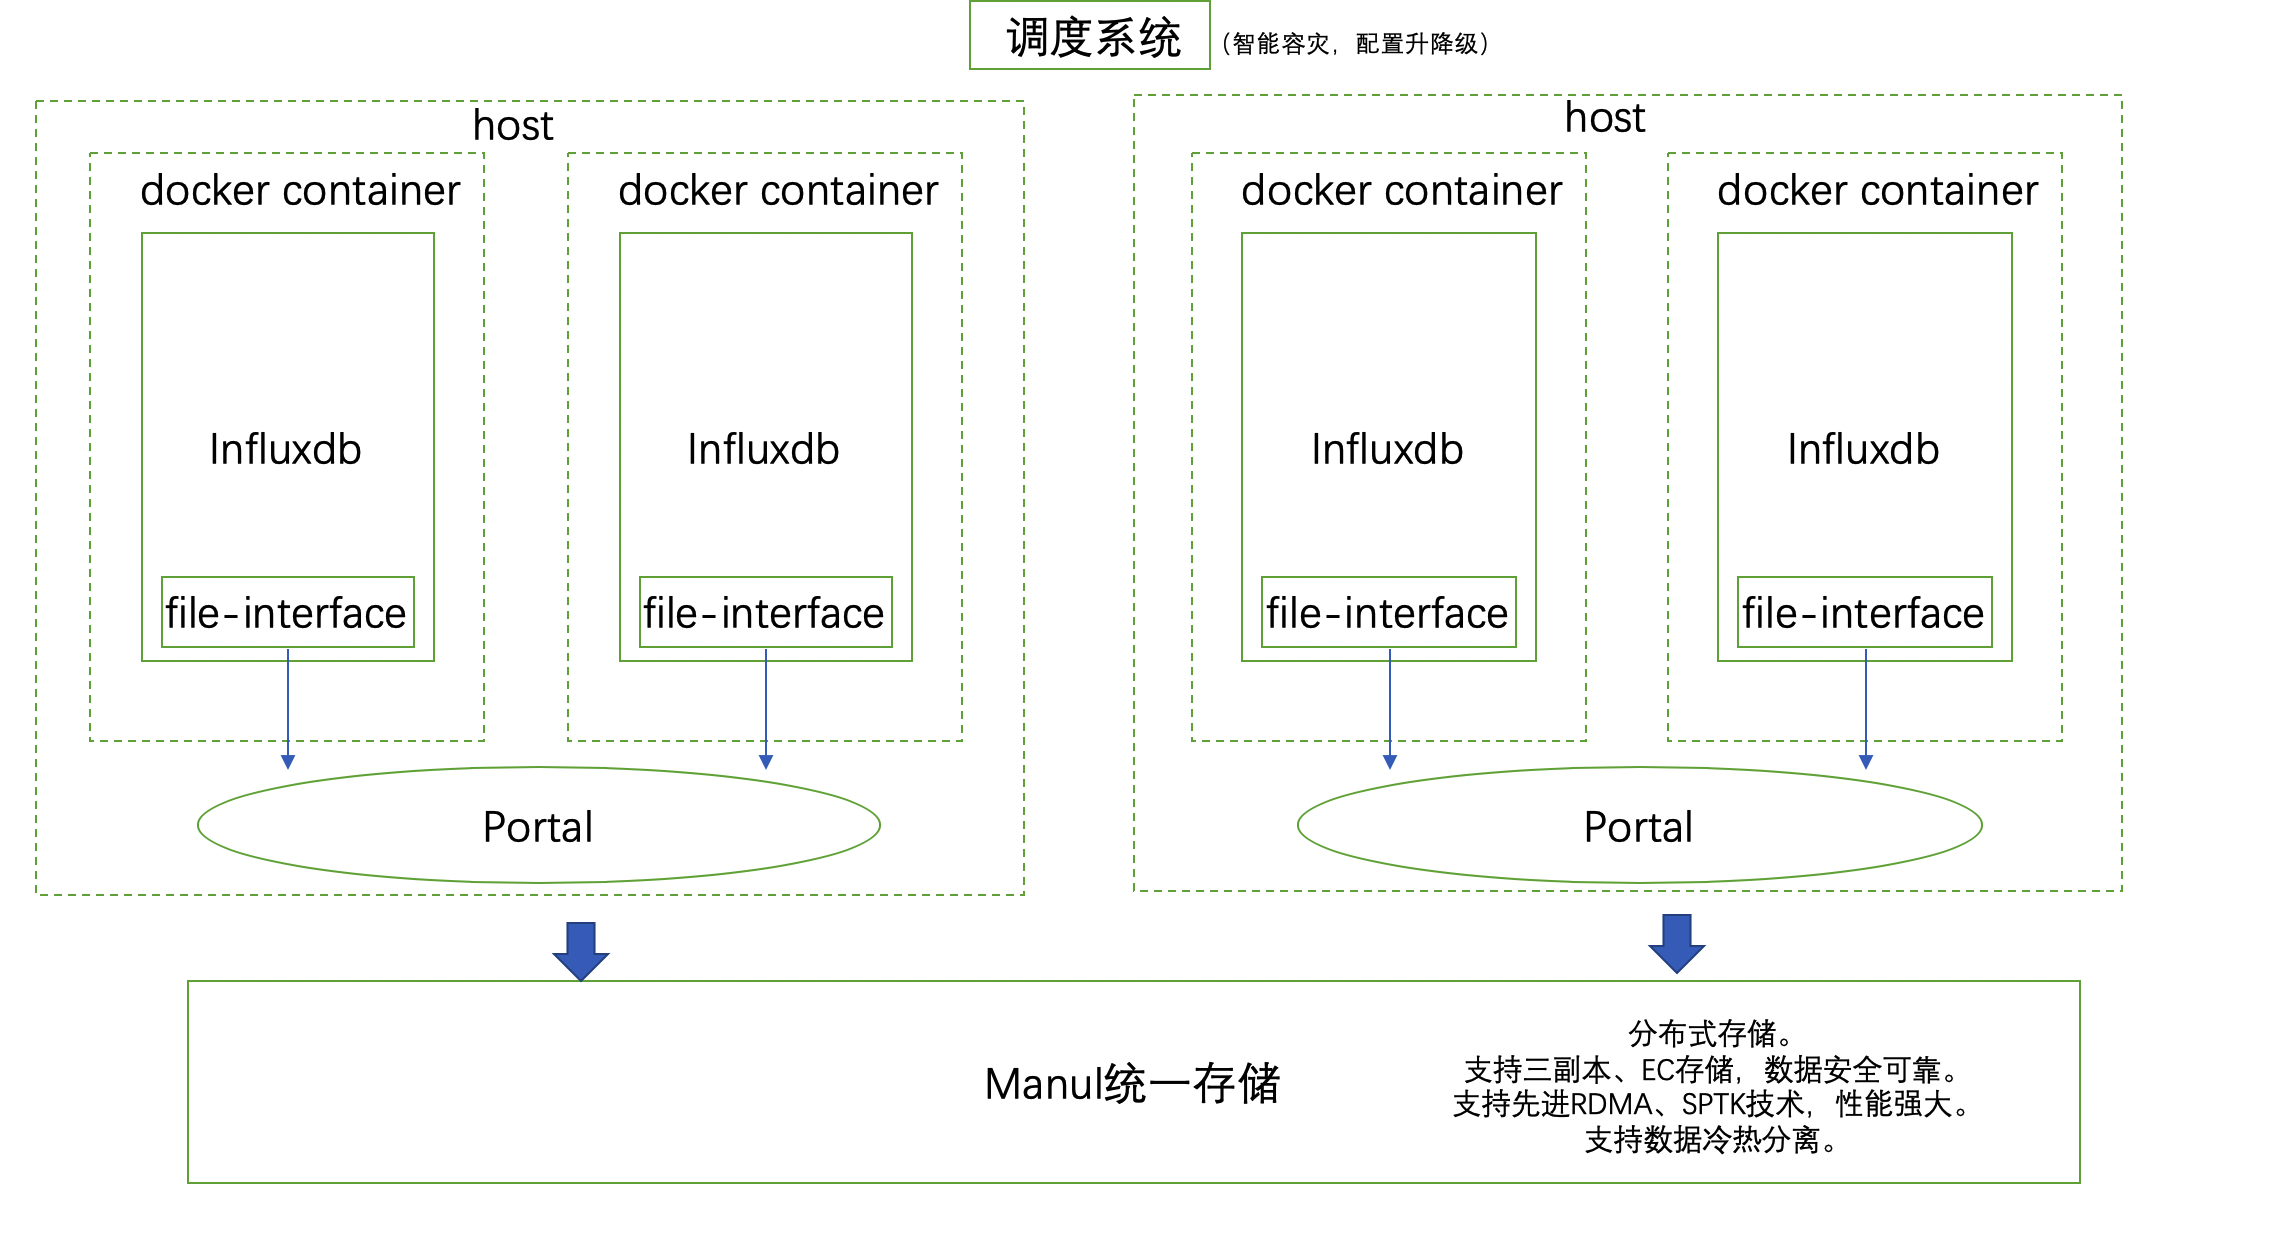 调度系统
（智能容灾，配置升降级）
host
docker container
docker container
Influxdb
Influxdb
file-interface
file-interface
Portal
host
docker container
docker container
Influxdb
Influxdb
file-interface
file-interface
Portal
Manul统一存储
分布式存储。
支持三副本、EC存储，数据安全可靠。
支持先进RDMA、SPTK技术，性能强大。
支持数据冷热分离。